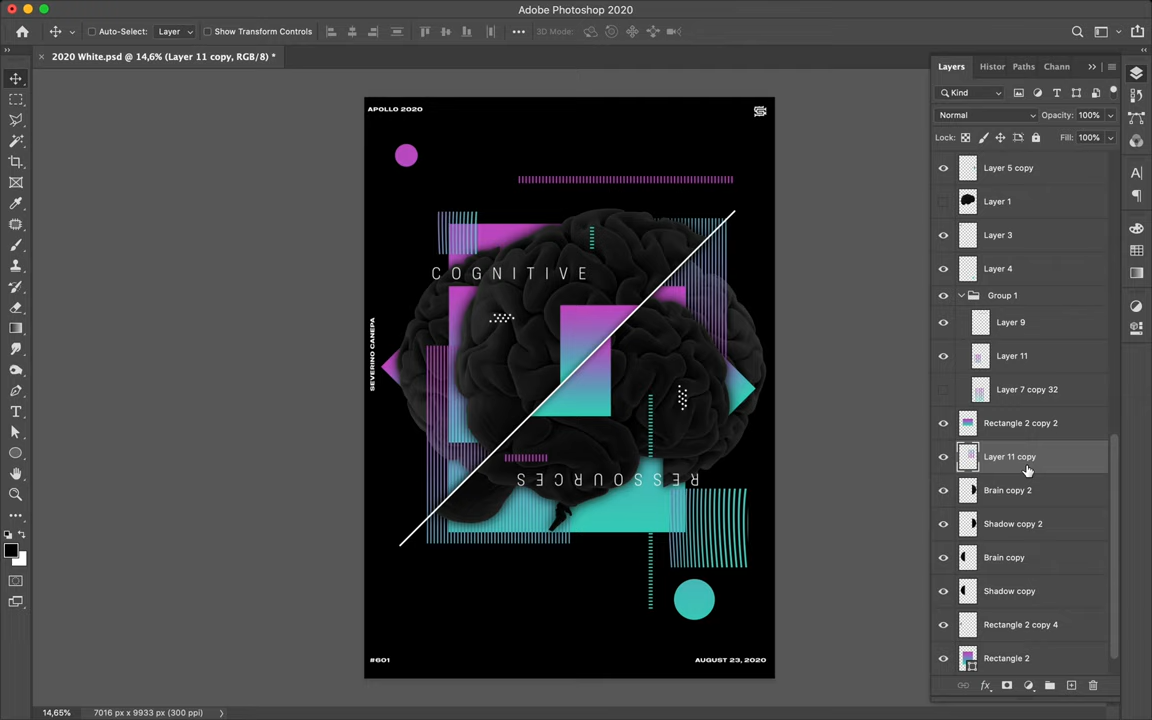 Adobe Photoshop 2020
Auto-Select: Layer Show Transform Controls 3D Mode:
2020 White.psd @ 14,6% (Layer 11 copy, RGB/8) *
Layers Histor Paths Chann
Kind
Normal Opacity: 100%
Lock: Fill: 100%
Layer 5 copy
Layer 1
Layer 3
Layer 4
Group 1
Layer 9
Layer 11
Layer 7 copy 32
Rectangle 2 copy 2
Layer 11 copy
Brain copy 2
Shadow copy 2
Brain copy
Shadow copy
Rectangle 2 copy 4
Rectangle 2
APOLLO 2020
COGNITIVE
SEVERINO CANEPA
RESSOURCES
#601
AUGUST 23, 2020
14,65% 7016 px x 9933 px (300 ppi)